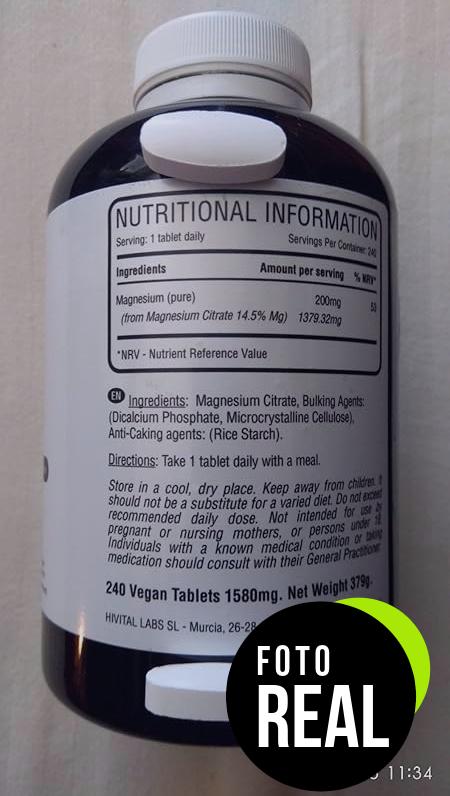 NUTRITIONAL INFORMATION
Serving: 1 tablet daily Servings Per Container: 240
Ingredients Amount per serving % NRV*
Magnesium (pure) 200mg 53
(from Magnesium Citrate 14.5% Mg) 1379.32mg
*NRV - Nutrient Reference Value
EN Ingredients: Magnesium Citrate, Bulking Agents:
(Dicalcium Phosphate, Microcrystalline Cellulose),
Anti-Caking agents: (Rice Starch).
Directions: Take 1 tablet daily with a meal.
Store in a cool, dry place. Keep away from children. It
should not be a substitute for a varied diet. Do not exceed
recommended daily dose. Not intended for use by
pregnant or nursing mothers, or persons under 18.
Individuals with a known medical condition or taking
medication should consult with their General Practitioner.
240 Vegan Tablets 1580mg. Net Weight 379g.
HIVITAL LABS SL - Murcia, 26-28
FOTO
REAL
11:34